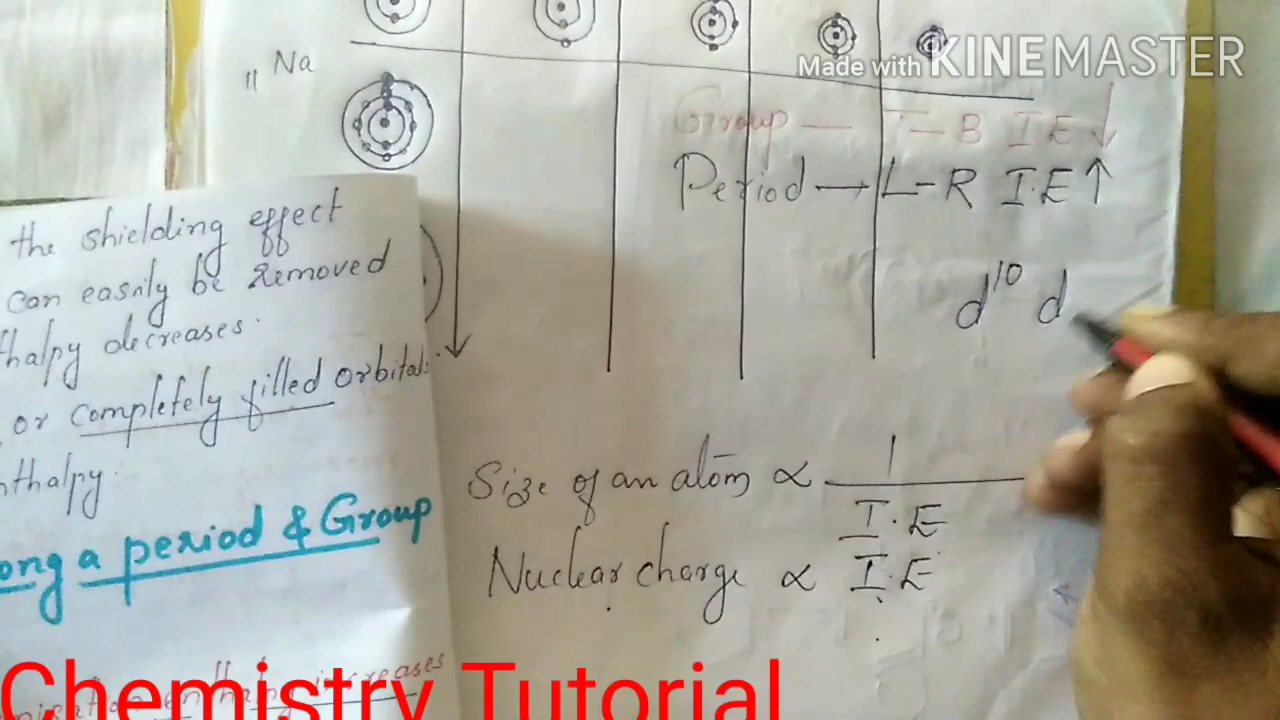 Made with KINEMASTER
11 Na
Group — T-B I E ↓
Period → L-R I.E ↑
d¹⁰ d
the shielding effect
can easily be removed
thalpy decreases.
or completely filled orbitals.
nthalpy.
ong a period & Group
Size of an atom ∝ 1
I.E
Nuclear charge ∝ I.E
increases
Chemistry Tutorial